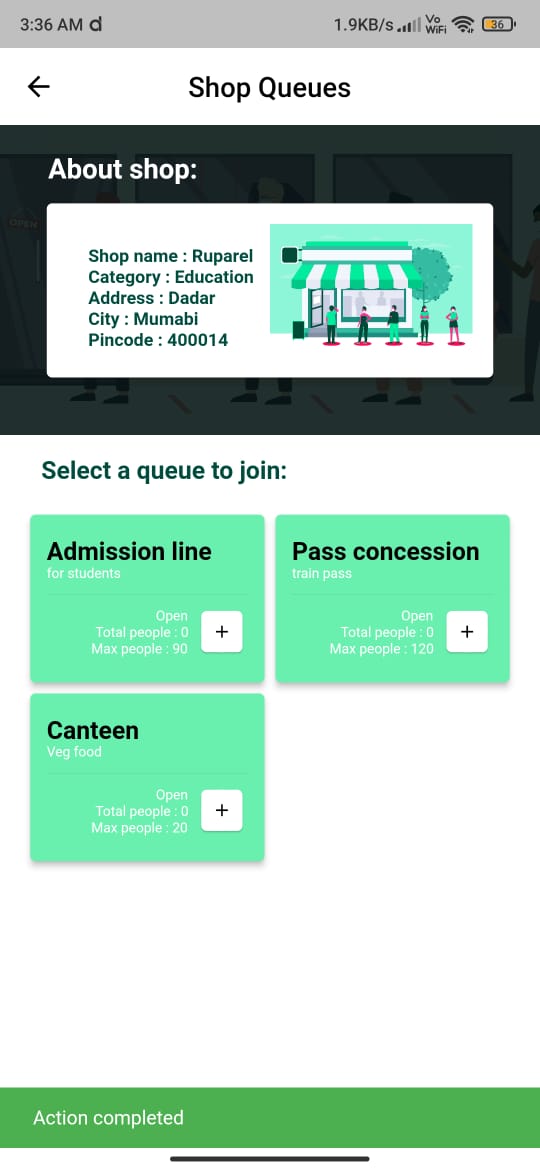 3:36 AM d
1.9KB/s Vo WiFi 36
Shop Queues
About shop:
OPEN
Shop name : Ruparel
Category : Education
Address : Dadar
City : Mumabi
Pincode : 400014
Select a queue to join:
Admission line
for students
Open
Total people : 0
Max people : 90
+
Pass concession
train pass
Open
Total people : 0
Max people : 120
+
Canteen
Veg food
Open
Total people : 0
Max people : 20
+
Action completed